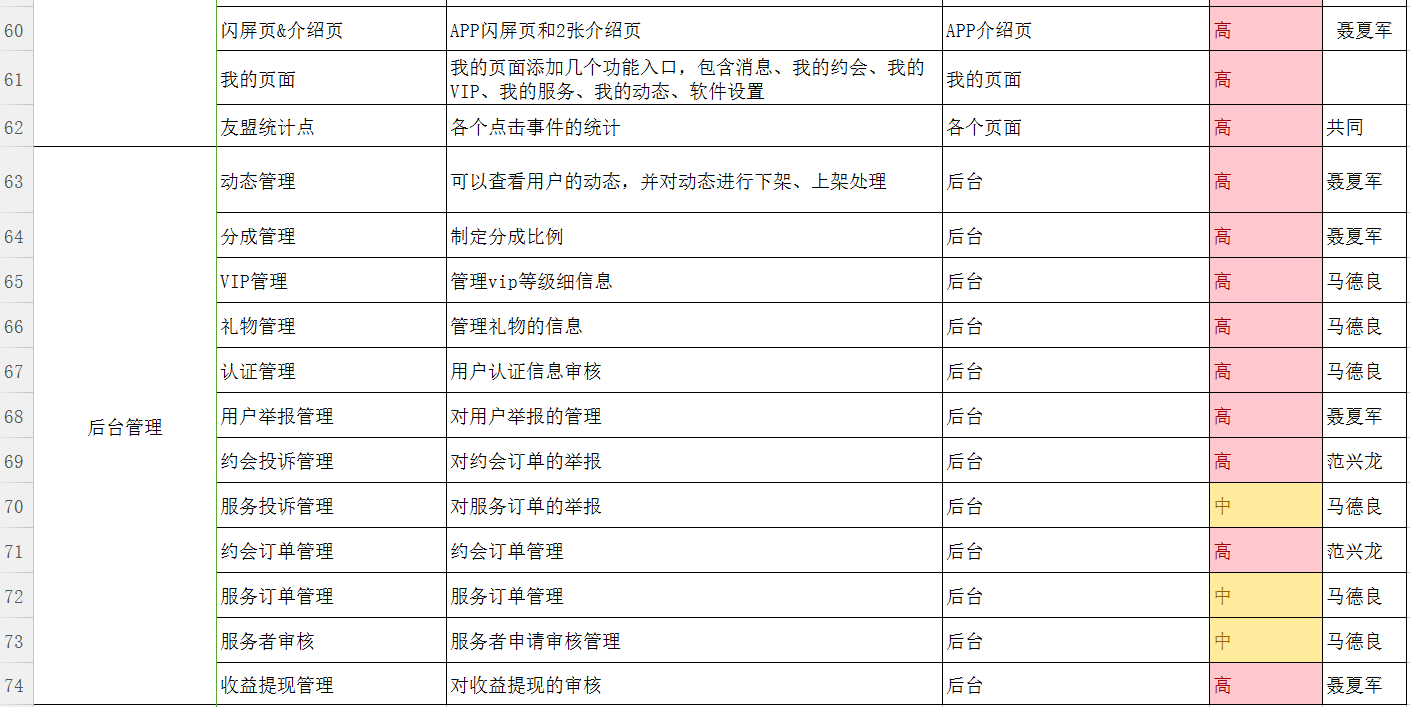 60 闪屏页&介绍页 APP闪屏页和2张介绍页 APP介绍页 高 聂夏军
61 我的页面 我的页面添加几个功能入口，包含消息、我的约会、我的 我的页面 高
VIP、我的服务、我的动态、软件设置
62 友盟统计点 各个点击事件的统计 各个页面 高 共同
63 动态管理 可以查看用户的动态，并对动态进行下架、上架处理 后台 高 聂夏军
64 分成管理 制定分成比例 后台 高 聂夏军
65 VIP管理 管理vip等级细信息 后台 高 马德良
66 礼物管理 管理礼物的信息 后台 高 马德良
67 认证管理 用户认证信息审核 后台 高 马德良
68 用户举报管理 对用户举报的管理 后台 高 聂夏军
后台管理
69 约会投诉管理 对约会订单的举报 后台 高 范兴龙
70 服务投诉管理 对服务订单的举报 后台 中 马德良
71 约会订单管理 约会订单管理 后台 高 范兴龙
72 服务订单管理 服务订单管理 后台 中 马德良
73 服务者审核 服务者申请审核管理 后台 中 马德良
74 收益提现管理 对收益提现的审核 后台 高 聂夏军